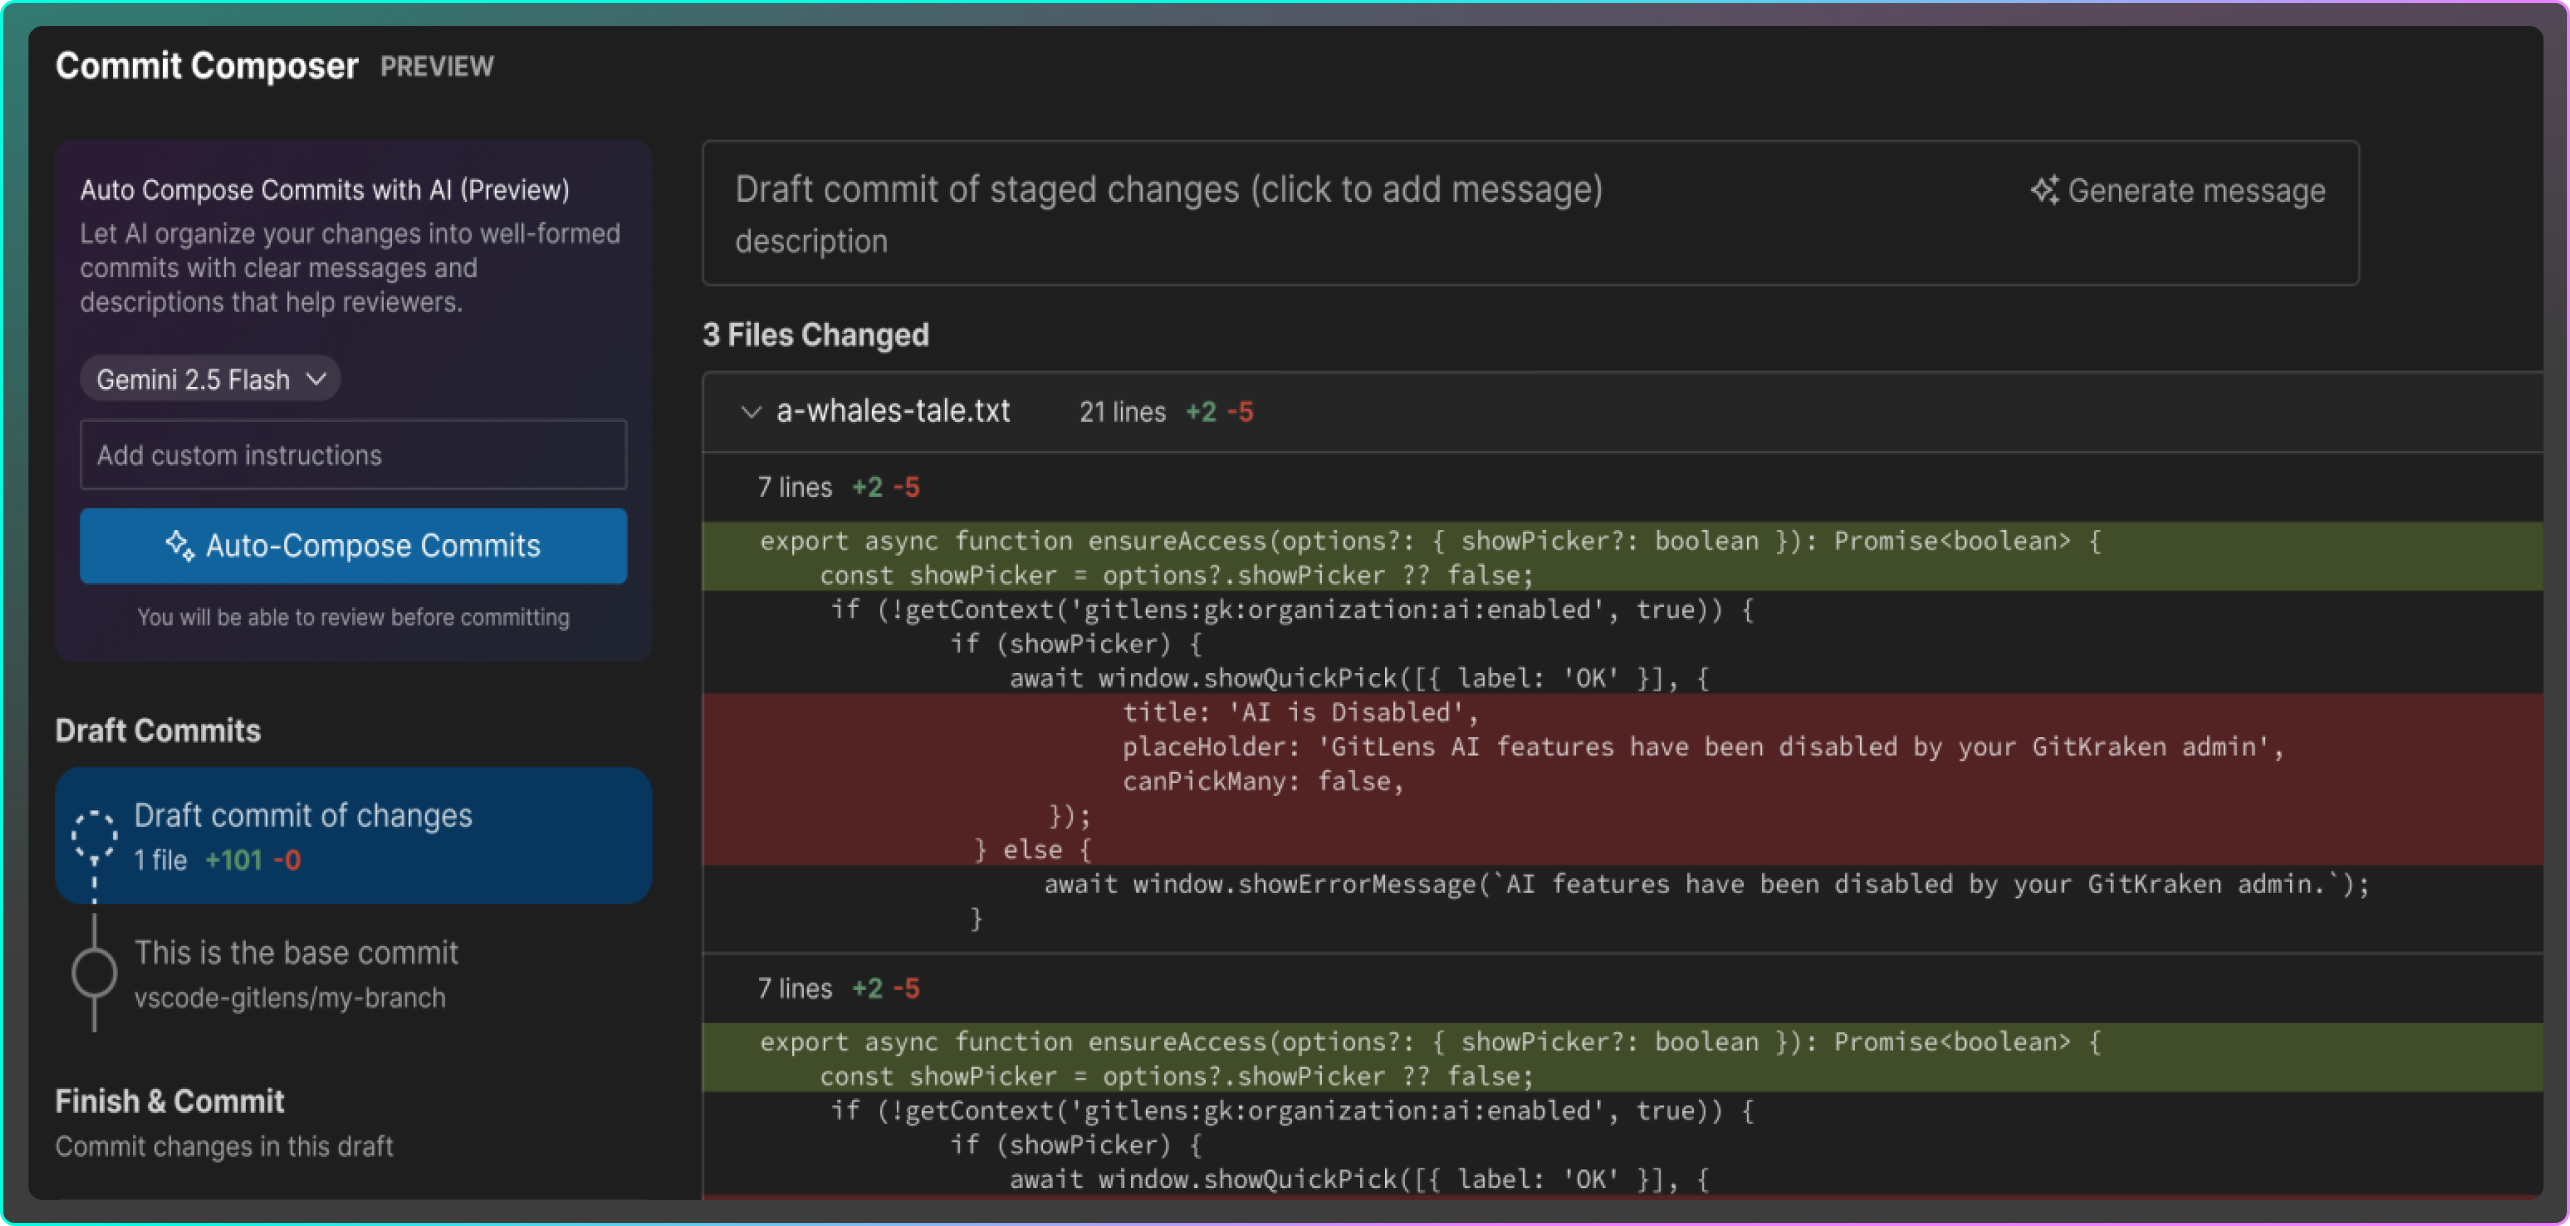 Commit Composer PREVIEW
Auto Compose Commits with AI (Preview)
Let AI organize your changes into well-formed
commits with clear messages and
descriptions that help reviewers.
Gemini 2.5 Flash
Add custom instructions
Auto-Compose Commits
You will be able to review before committing
Draft Commits
Draft commit of changes
1 file +101 -0
This is the base commit
vscode-gitlens/my-branch
Finish & Commit
Commit changes in this draft
Draft commit of staged changes (click to add message)
Generate message
description
3 Files Changed
a-whales-tale.txt 21 lines +2 -5
7 lines +2 -5
export async function ensureAccess(options?: { showPicker?: boolean }): Promise<boolean> {
const showPicker = options?.showPicker ?? false;
if (!getContext('gitlens:gk:organization:ai:enabled', true)) {
if (showPicker) {
await window.showQuickPick([{ label: 'OK' }], {
title: 'AI is Disabled',
placeHolder: 'GitLens AI features have been disabled by your GitKraken admin',
canPickMany: false,
});
} else {
await window.showErrorMessage(`AI features have been disabled by your GitKraken admin.`);
}
7 lines +2 -5
export async function ensureAccess(options?: { showPicker?: boolean }): Promise<boolean> {
const showPicker = options?.showPicker ?? false;
if (!getContext('gitlens:gk:organization:ai:enabled', true)) {
if (showPicker) {
await window.showQuickPick([{ label: 'OK' }], {